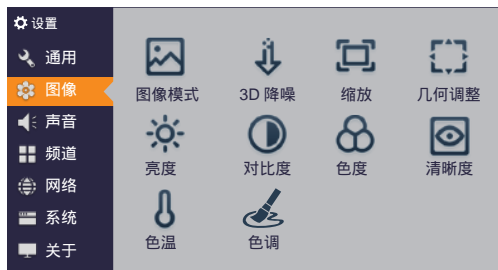 设置
通用
图像
声音
频道
网络
系统
关于
图像模式
3D 降噪
缩放
几何调整
亮度
对比度
色度
清晰度
色温
色调